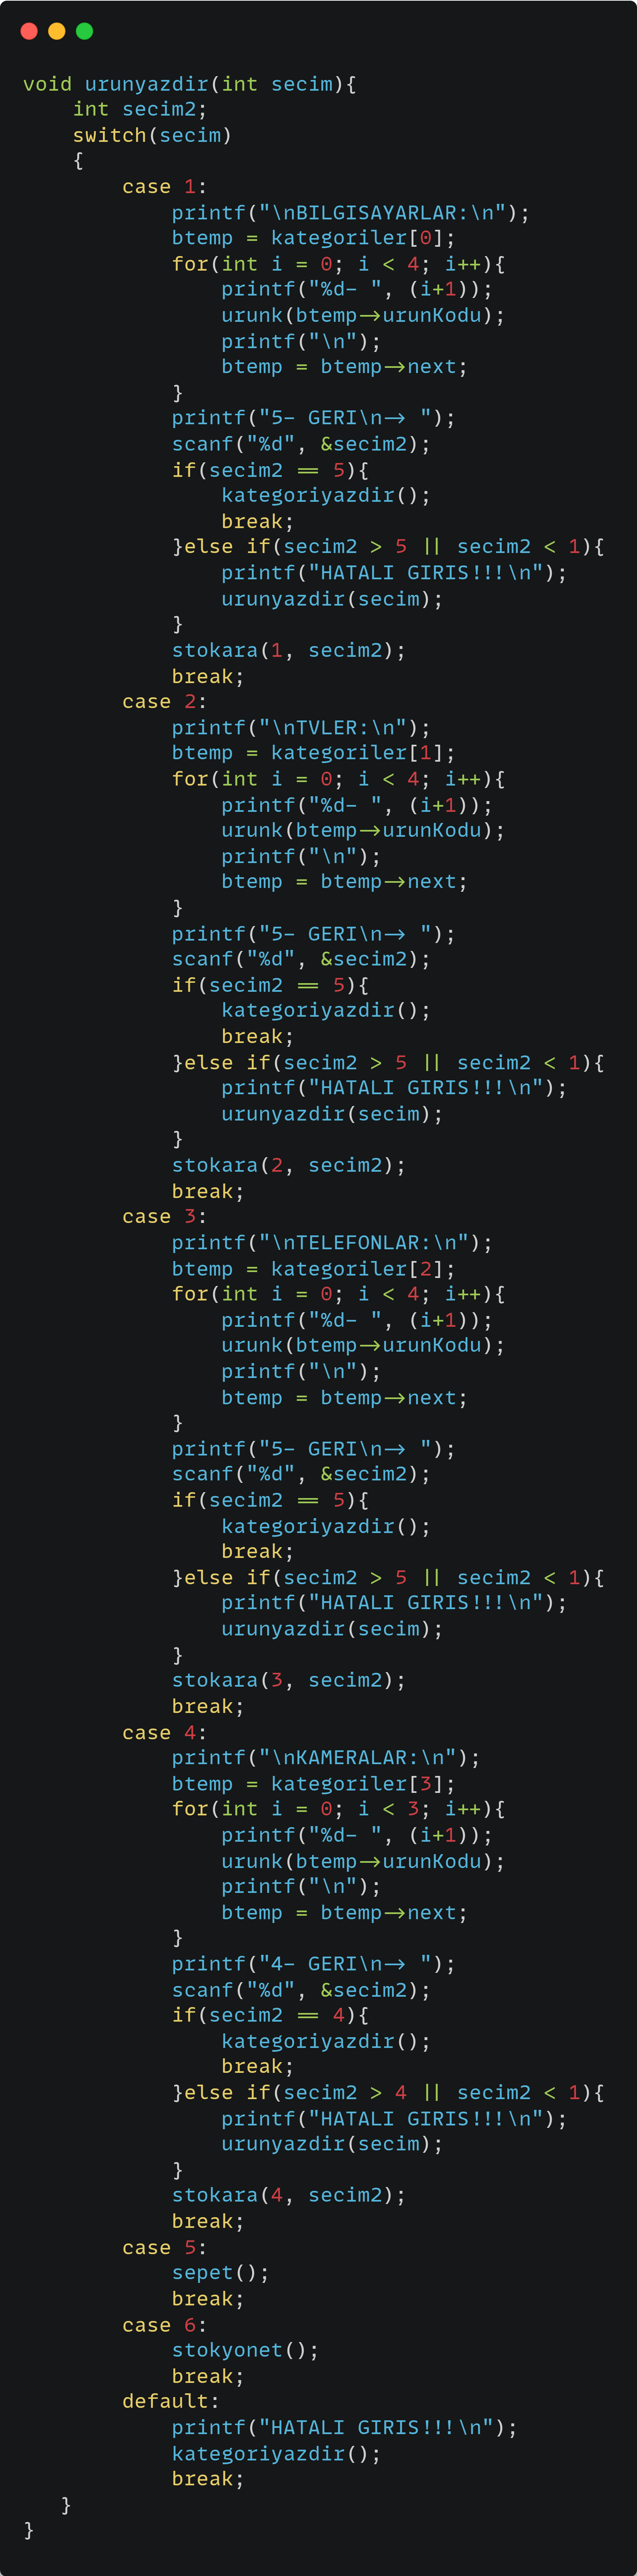 void urunyazdir(int secim){
    int secim2;
    switch(secim)
    {
        case 1:
            printf("\nBILGISAYARLAR:\n");
            btemp = kategoriler[0];
            for(int i = 0; i < 4; i++){
                printf("%d- ", (i+1));
                urunk(btemp->urunKodu);
                printf("\n");
                btemp = btemp->next;
            }
            printf("5- GERI\n-> ");
            scanf("%d", &secim2);
            if(secim2 == 5){
                kategoriyazdir();
                break;
            }else if(secim2 > 5 || secim2 < 1){
                printf("HATALI GIRIS!!!\n");
                urunyazdir(secim);
            }
            stokara(1, secim2);
            break;
        case 2:
            printf("\nTVLER:\n");
            btemp = kategoriler[1];
            for(int i = 0; i < 4; i++){
                printf("%d- ", (i+1));
                urunk(btemp->urunKodu);
                printf("\n");
                btemp = btemp->next;
            }
            printf("5- GERI\n-> ");
            scanf("%d", &secim2);
            if(secim2 == 5){
                kategoriyazdir();
                break;
            }else if(secim2 > 5 || secim2 < 1){
                printf("HATALI GIRIS!!!\n");
                urunyazdir(secim);
            }
            stokara(2, secim2);
            break;
        case 3:
            printf("\nTELEFONLAR:\n");
            btemp = kategoriler[2];
            for(int i = 0; i < 4; i++){
                printf("%d- ", (i+1));
                urunk(btemp->urunKodu);
                printf("\n");
                btemp = btemp->next;
            }
            printf("5- GERI\n-> ");
            scanf("%d", &secim2);
            if(secim2 == 5){
                kategoriyazdir();
                break;
            }else if(secim2 > 5 || secim2 < 1){
                printf("HATALI GIRIS!!!\n");
                urunyazdir(secim);
            }
            stokara(3, secim2);
            break;
        case 4:
            printf("\nKAMERALAR:\n");
            btemp = kategoriler[3];
            for(int i = 0; i < 3; i++){
                printf("%d- ", (i+1));
                urunk(btemp->urunKodu);
                printf("\n");
                btemp = btemp->next;
            }
            printf("4- GERI\n-> ");
            scanf("%d", &secim2);
            if(secim2 == 4){
                kategoriyazdir();
                break;
            }else if(secim2 > 4 || secim2 < 1){
                printf("HATALI GIRIS!!!\n");
                urunyazdir(secim);
            }
            stokara(4, secim2);
            break;
        case 5:
            sepet();
            break;
        case 6:
            stokyonet();
            break;
        default:
            printf("HATALI GIRIS!!!\n");
            kategoriyazdir();
            break;
   }
}